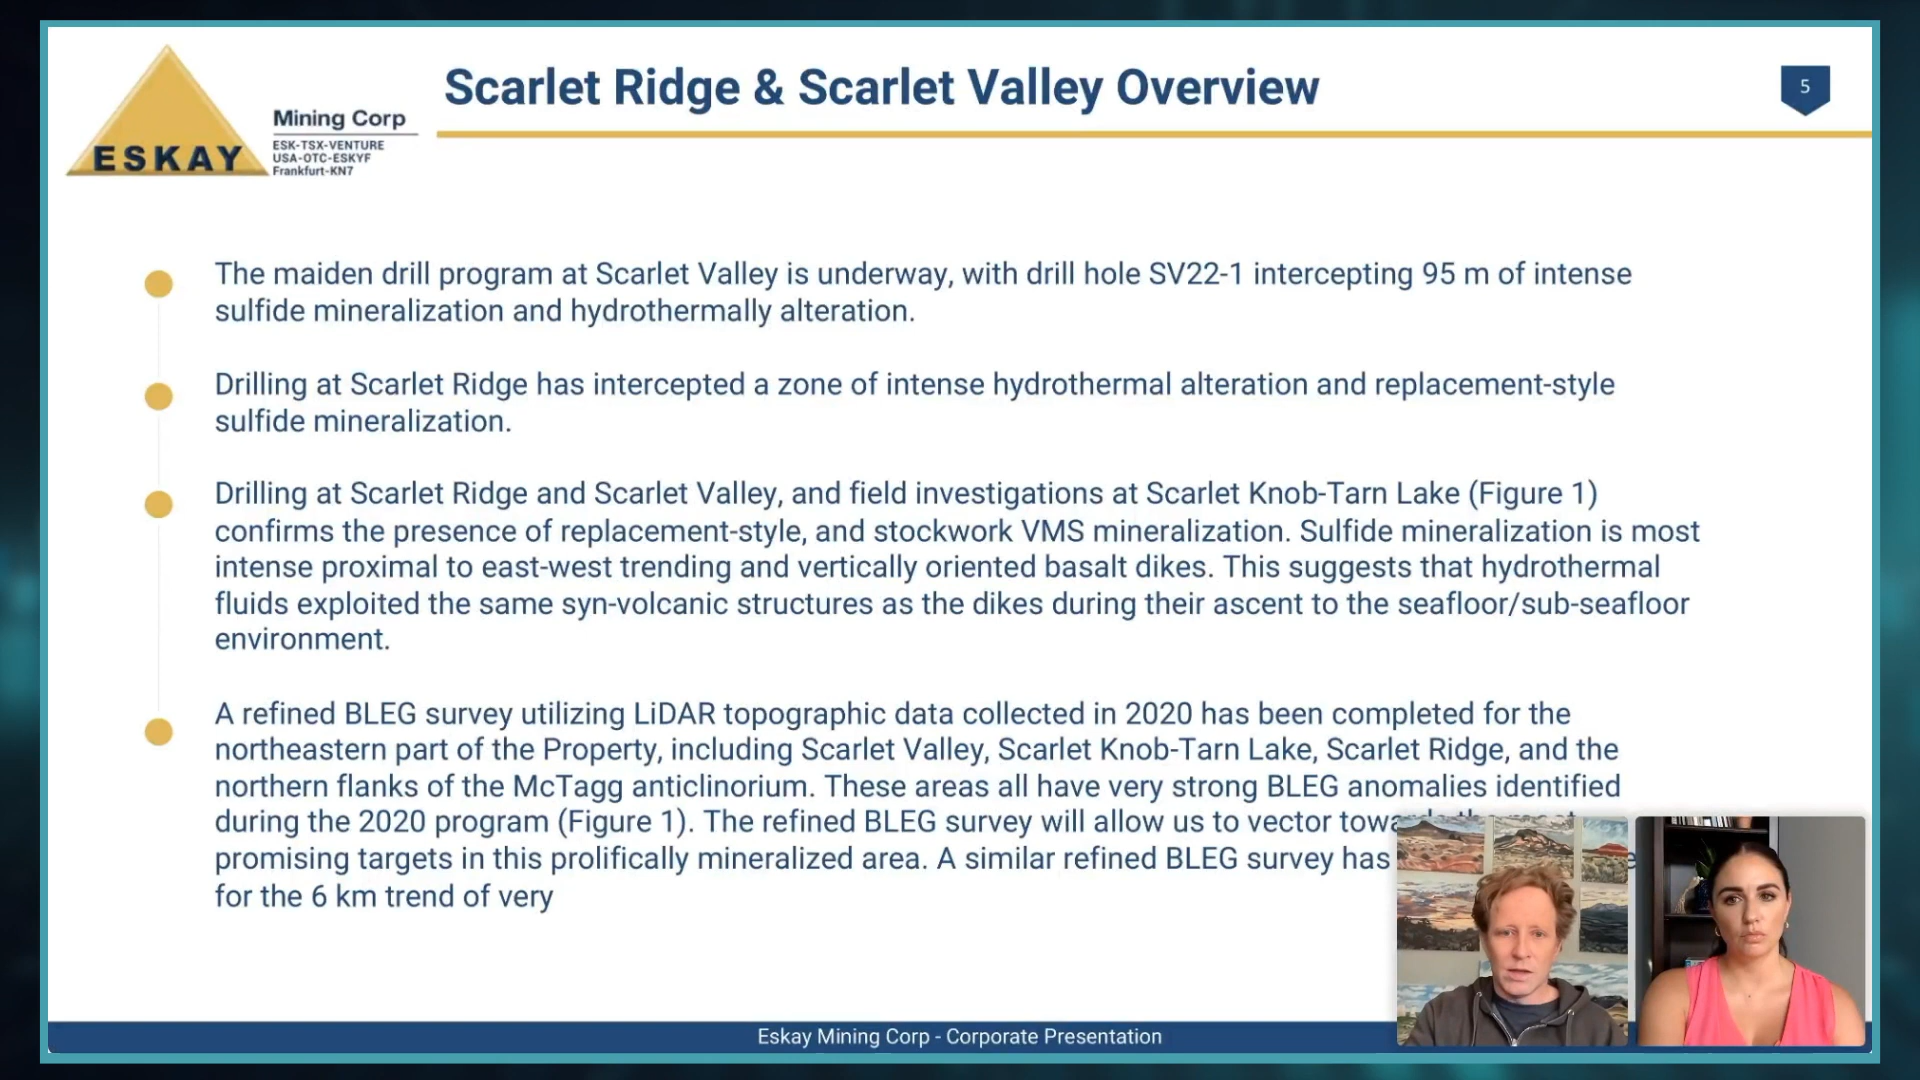 ESKAY
Mining Corp
ESK-TSX-VENTURE
USA-OTC-ESKYF
Frankfurt-KN7
Scarlet Ridge & Scarlet Valley Overview
5
The maiden drill program at Scarlet Valley is underway, with drill hole SV22-1 intercepting 95 m of intense
sulfide mineralization and hydrothermally alteration.
Drilling at Scarlet Ridge has intercepted a zone of intense hydrothermal alteration and replacement-style
sulfide mineralization.
Drilling at Scarlet Ridge and Scarlet Valley, and field investigations at Scarlet Knob-Tarn Lake (Figure 1)
confirms the presence of replacement-style, and stockwork VMS mineralization. Sulfide mineralization is most
intense proximal to east-west trending and vertically oriented basalt dikes. This suggests that hydrothermal
fluids exploited the same syn-volcanic structures as the dikes during their ascent to the seafloor/sub-seafloor
environment.
A refined BLEG survey utilizing LiDAR topographic data collected in 2020 has been completed for the
northeastern part of the Property, including Scarlet Valley, Scarlet Knob-Tarn Lake, Scarlet Ridge, and the
northern flanks of the McTagg anticlinorium. These areas all have very strong BLEG anomalies identified
during the 2020 program (Figure 1). The refined BLEG survey will allow us to vector
promising targets in this prolifically mineralized area. A similar refined BLEG survey has
for the 6 km trend of very
Eskay Mining Corp - Corporate Presentation